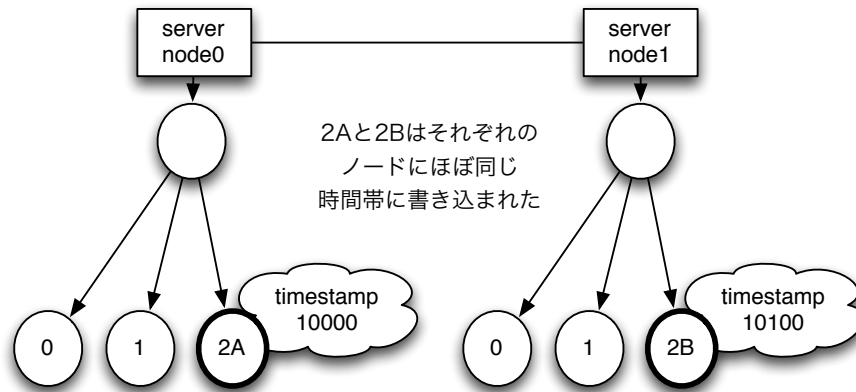 server
node0
server
node1
2Aと2Bはそれぞれの
ノードにほぼ同じ
時間帯に書き込まれた
timestamp
10000
timestamp
10100
0
1
2A
0
1
2B